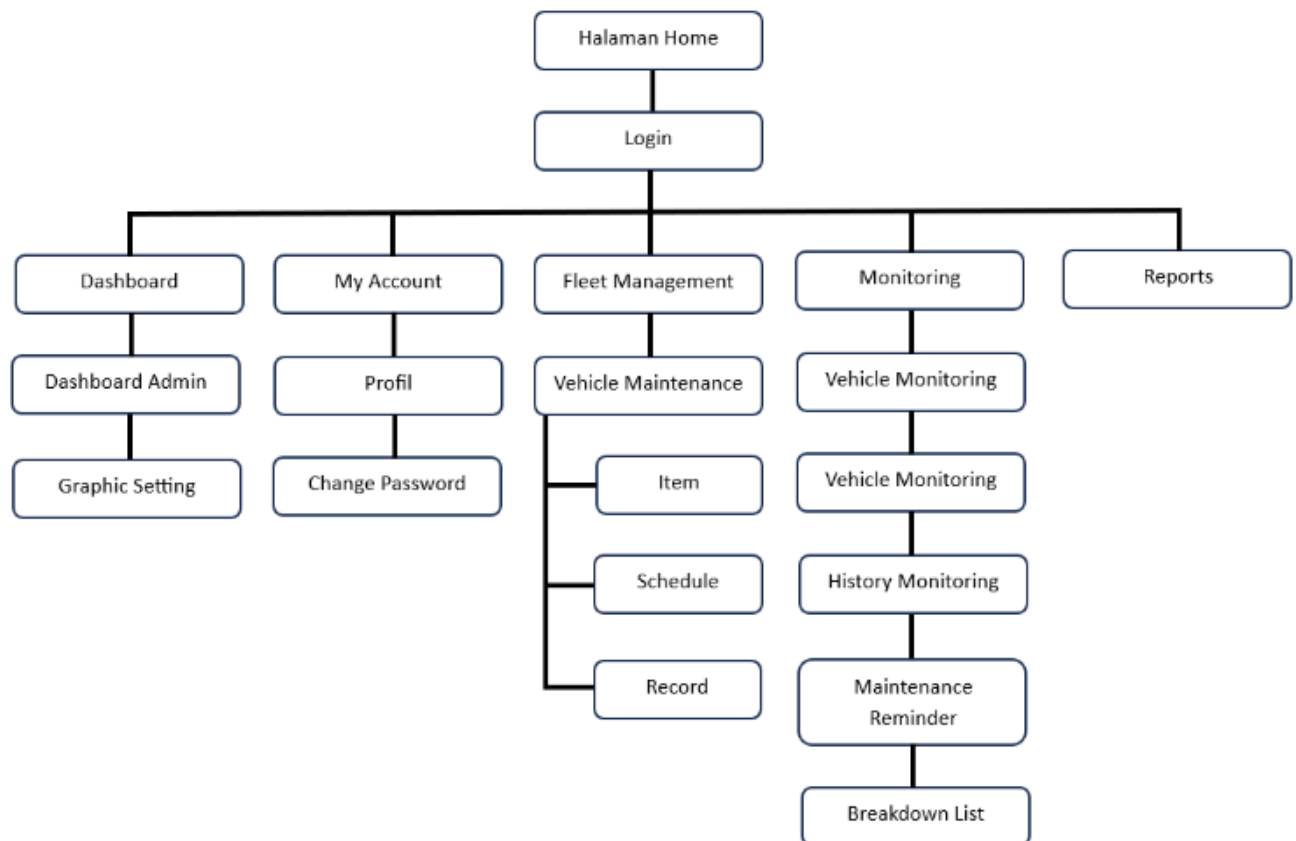 Halaman Home
Login
Dashboard
My Account
Fleet Management
Monitoring
Reports
Dashboard Admin
Profil
Vehicle Maintenance
Vehicle Monitoring
Graphic Setting
Change Password
Item
Vehicle Monitoring
Schedule
History Monitoring
Record
Maintenance
Reminder
Breakdown List